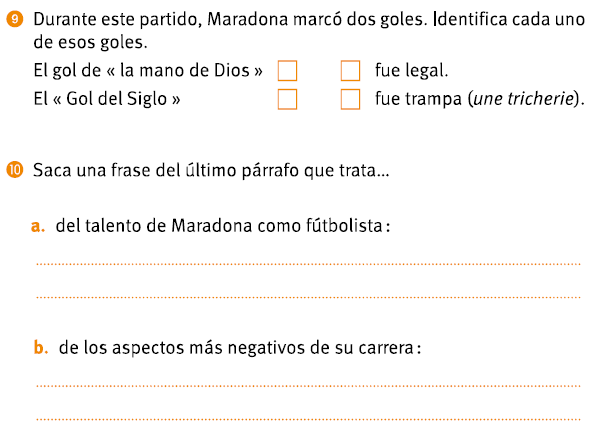 9 Durante este partido, Maradona marcó dos goles. Identifica cada uno
de esos goles.
El gol de « la mano de Dios » □ □ fue legal.
El « Gol del Siglo » □ □ fue trampa (une tricherie).
10 Saca una frase del último párrafo que trata...
a. del talento de Maradona como fútbolista :
b. de los aspectos más negativos de su carrera :